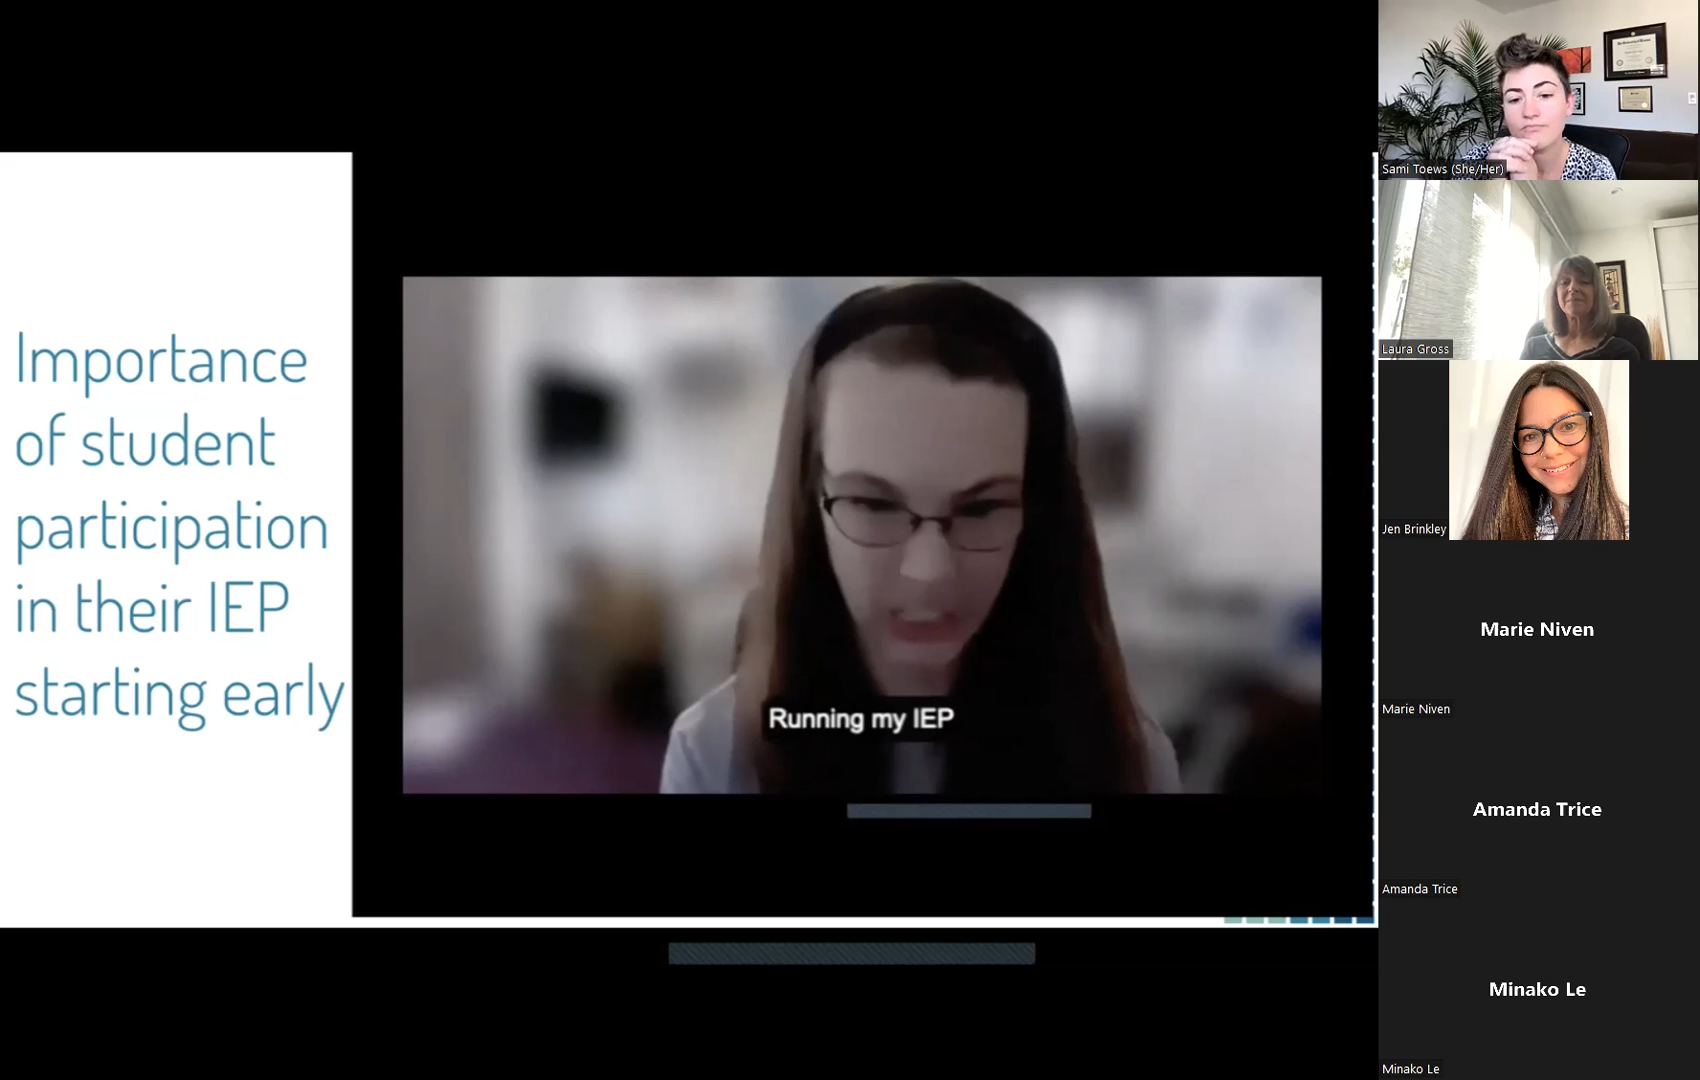 Importance
of student
participation
in their IEP
starting early
Running my IEP
Sami Toews (She/Her)
Laura Gross
Jen Brinkley
Marie Niven
Marie Niven
Amanda Trice
Amanda Trice
Minako Le
Minako Le